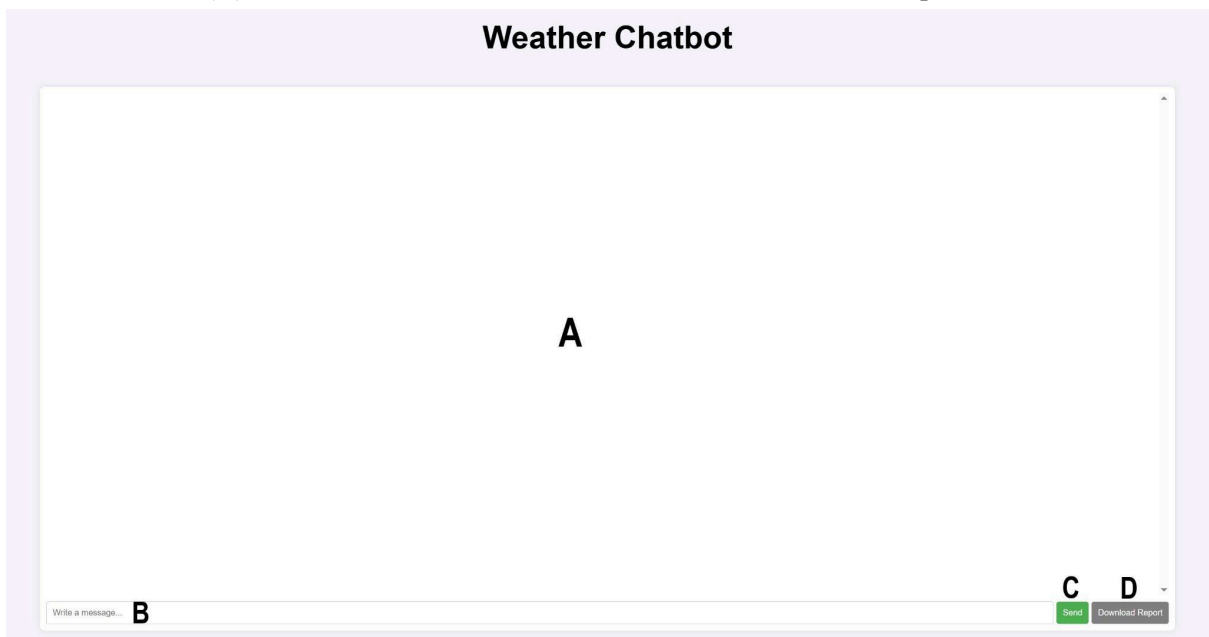 Weather Chatbot
A
C D
Write a message... B
Send Download Report